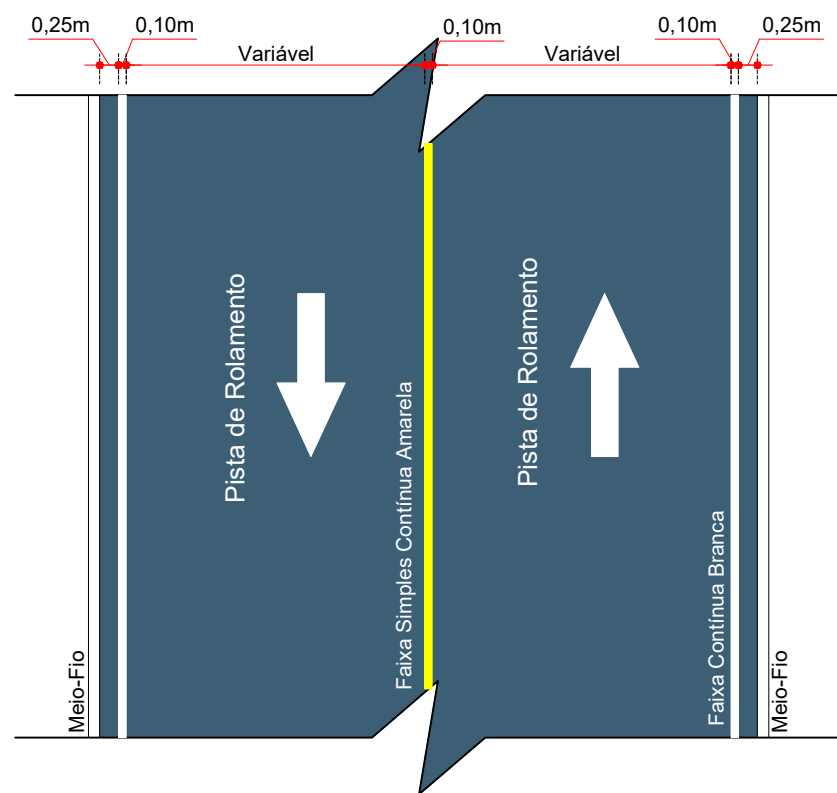 0,25m
0,10m
Variável
0,10m
Variável
0,10m
0,25m
Pista de Rolamento
Pista de Rolamento
Faixa Simples Contínua Amarela
Faixa Contínua Branca
Meio-Fio
Meio-Fio